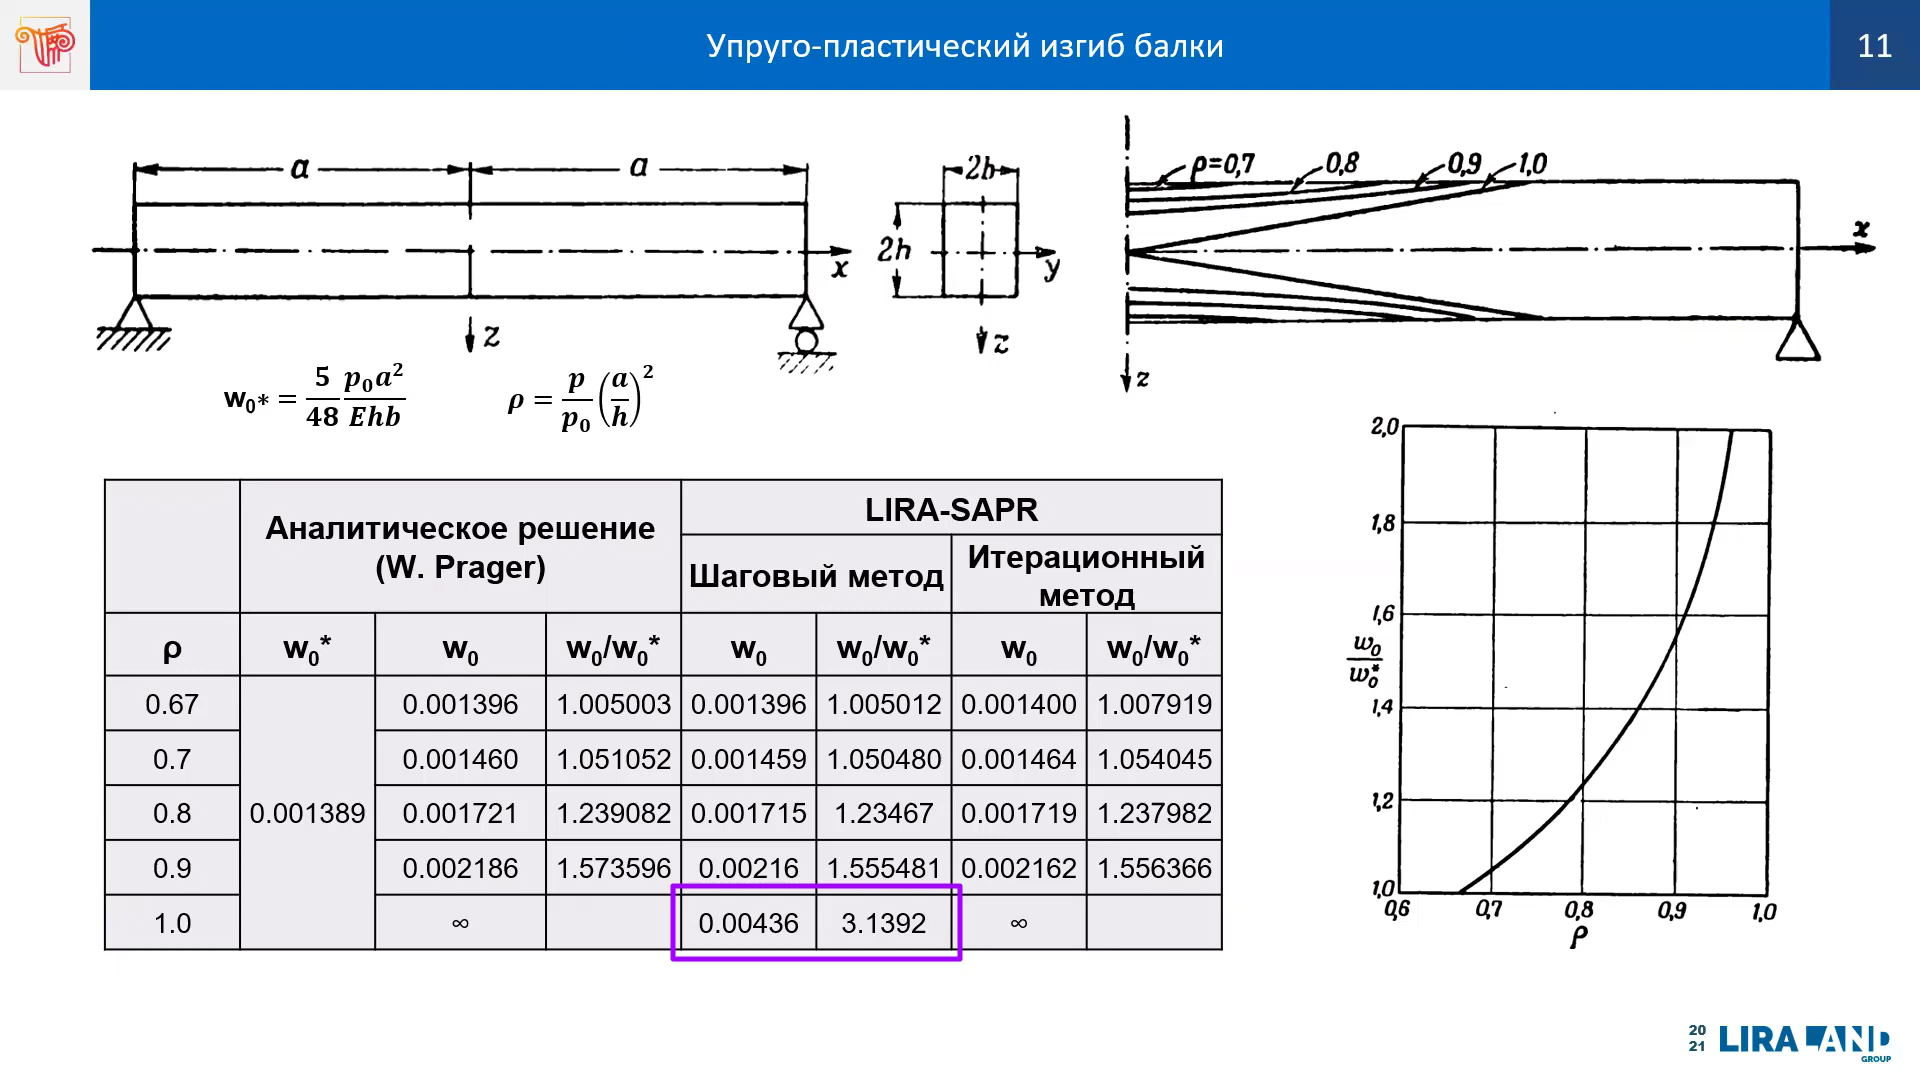 Упруго-пластический изгиб балки
11
a
a
2b
2h
x
y
z
z
ρ=0,7
0,8
0,9
1,0
x
z
w₀* = 5/48 p₀a²/Ehb
ρ = p/p₀ (a/h)²
Аналитическое решение
(W. Prager)
LIRA-SAPR
Шаговый метод
Итерационный
метод
ρ w₀* w₀ w₀/w₀* w₀ w₀/w₀* w₀ w₀/w₀*
0.67 0.001396 1.005003 0.001396 1.005012 0.001400 1.007919
0.7 0.001460 1.051052 0.001459 1.050480 0.001464 1.054045
0.8 0.001389 0.001721 1.239082 0.001715 1.23467 0.001719 1.237982
0.9 0.002186 1.573596 0.00216 1.555481 0.002162 1.556366
1.0 ∞ 0.00436 3.1392 ∞
2,0
1,8
1,6
w₀/w₀*
1,4
1,2
1,0
0,6 0,7 0,8 0,9 1,0
ρ
20
21
LIRA LAND
GROUP